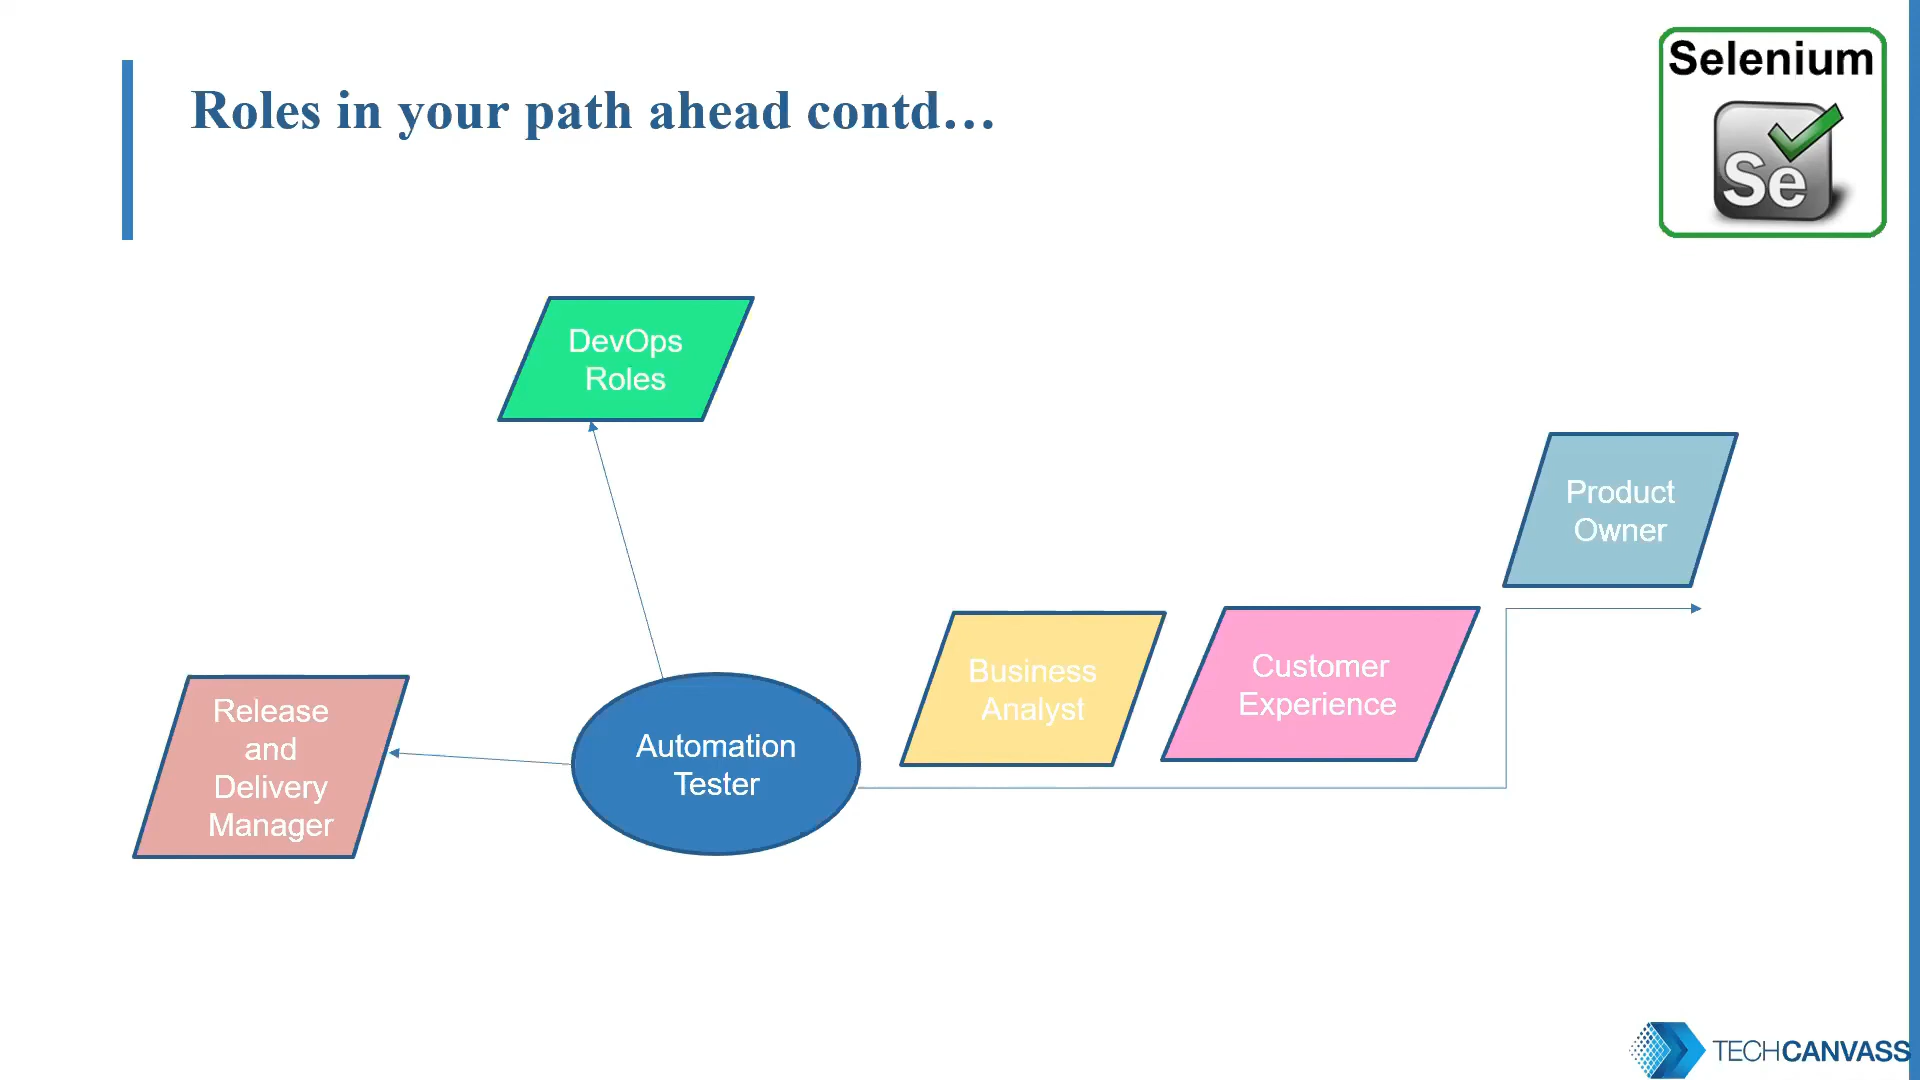 Roles in your path ahead contd…
Selenium
Se
DevOps
Roles
Product
Owner
Business
Analyst
Customer
Experience
Release
and
Delivery
Manager
Automation
Tester
TECHCANVASS